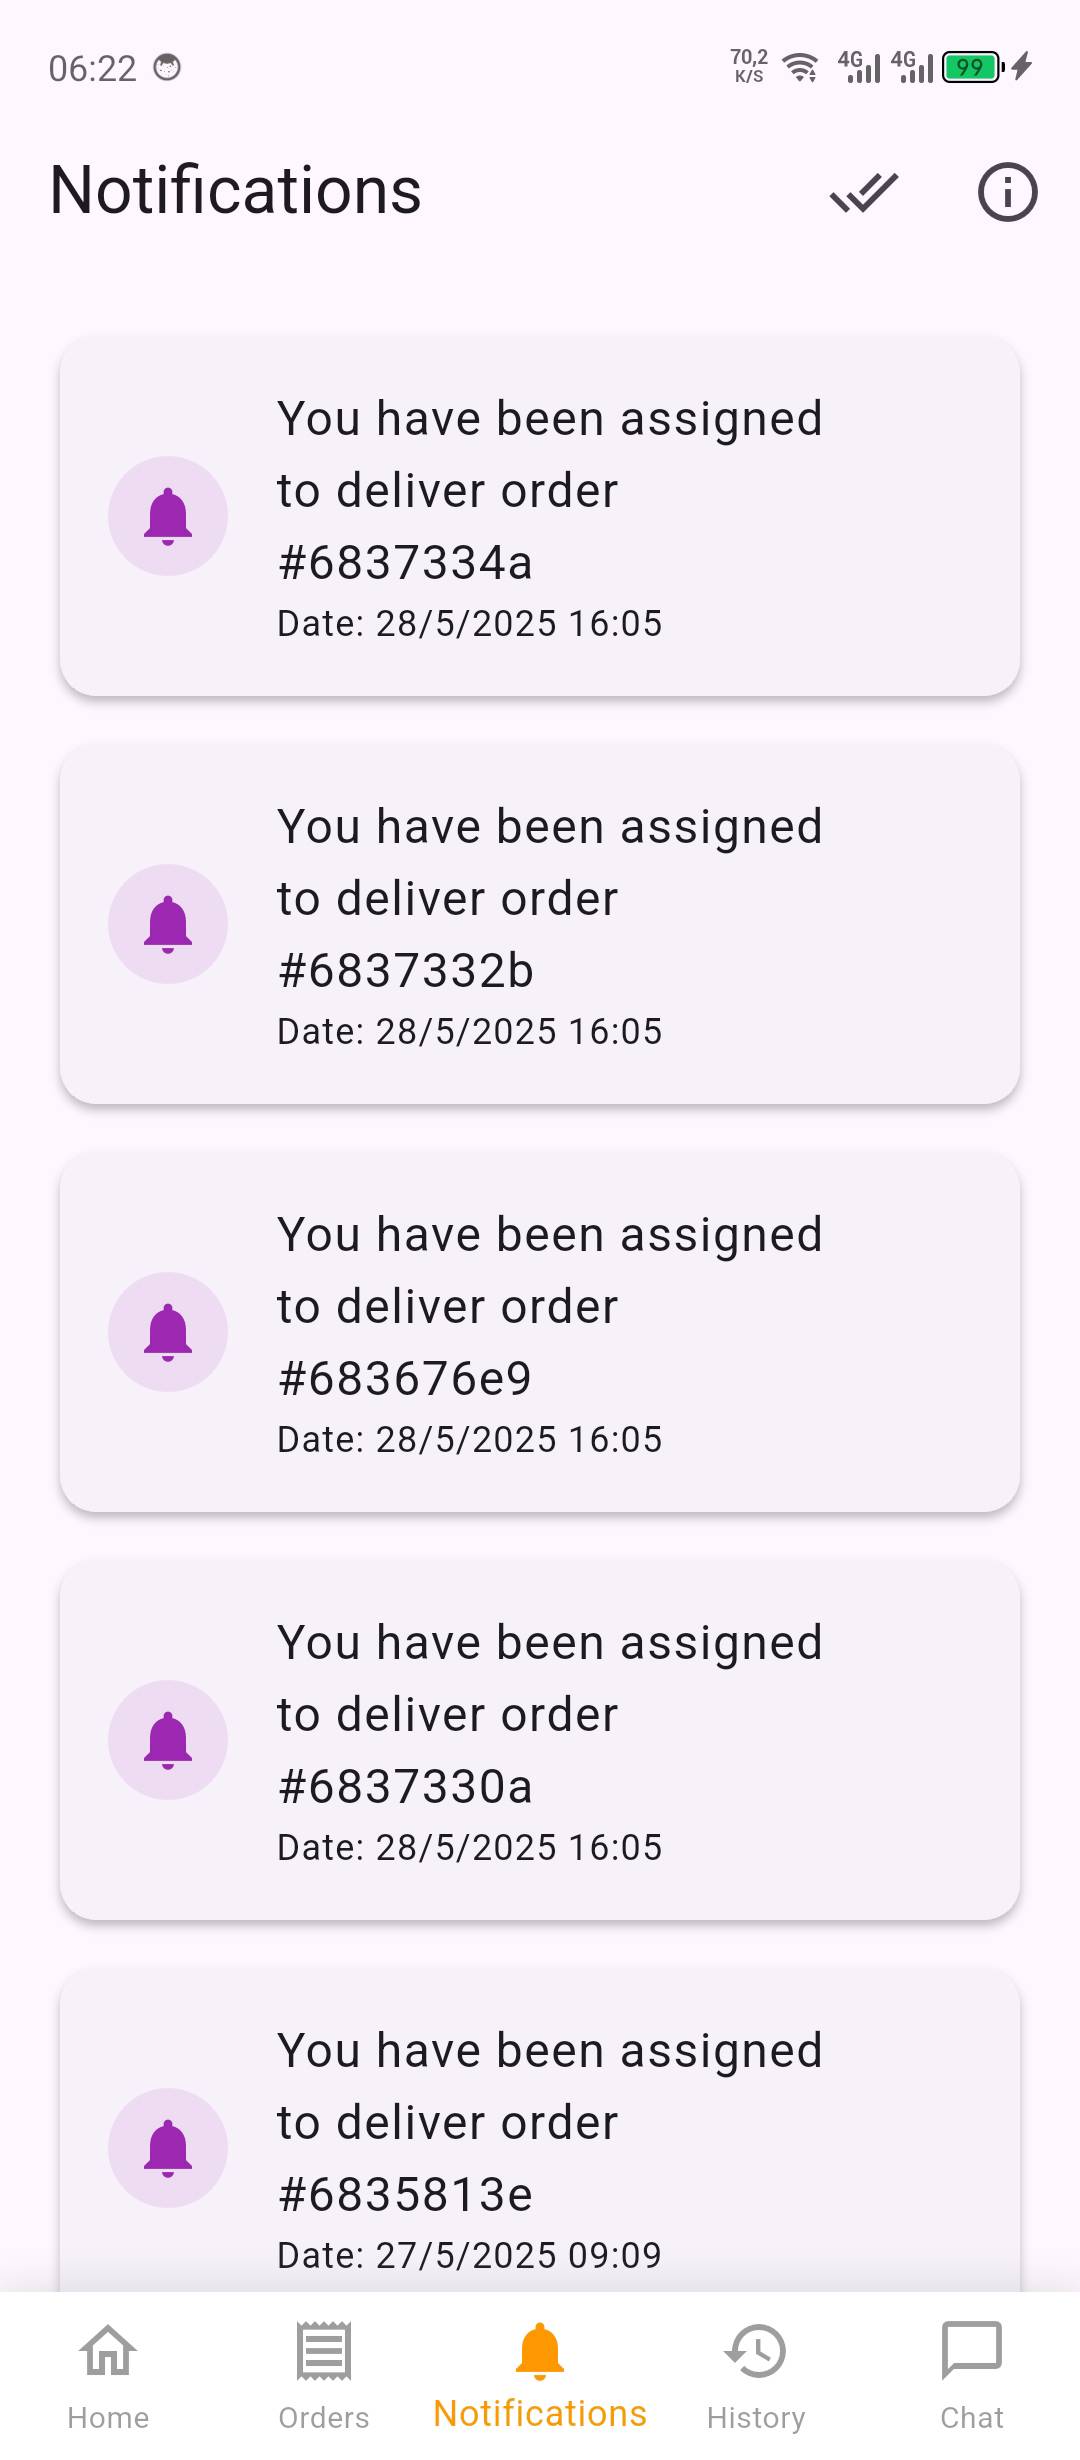 06:22
70,2 K/S 4G 4G 99
Notifications
You have been assigned
to deliver order
#6837334a
Date: 28/5/2025 16:05
You have been assigned
to deliver order
#6837332b
Date: 28/5/2025 16:05
You have been assigned
to deliver order
#683676e9
Date: 28/5/2025 16:05
You have been assigned
to deliver order
#6837330a
Date: 28/5/2025 16:05
You have been assigned
to deliver order
#6835813e
Date: 27/5/2025 09:09
Home
Orders
Notifications
History
Chat